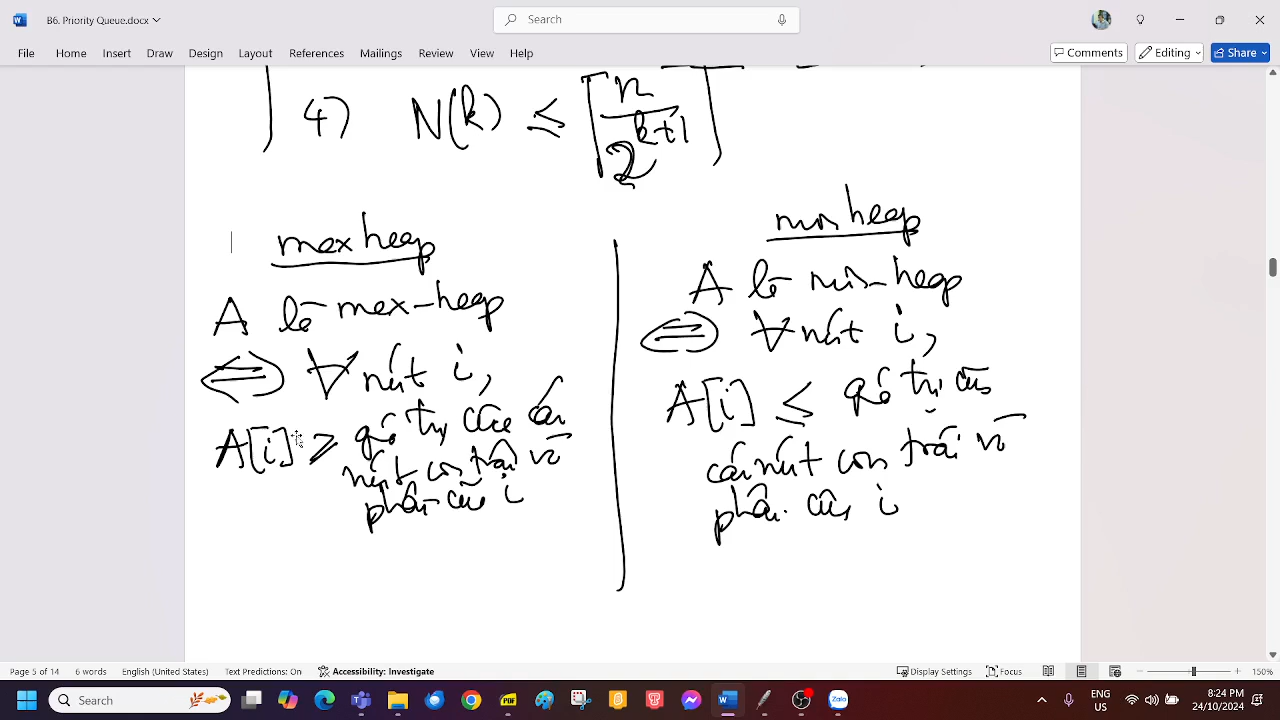 B6. Priority Queue.docx
Search
File Home Insert Draw Design Layout References Mailings Review View Help
Comments Editing Share
4) N(k) ≤ ⌈n/2^(k+1)⌉
max heap
A là max-heap
⇔ ∀ nút i,
A[i] ≥ giá trị của các
nút con trái và
phải của i
min heap
A là min-heap
⇔ ∀ nút i,
A[i] ≤ giá trị của
các nút con trái và
phải của i
Page 5 of 14 6 words English (United States) Text Predictions: On Accessibility: Investigate Display Settings Focus 150%
Search
PDF
Zalo
ENG
US
8:24 PM
24/10/2024